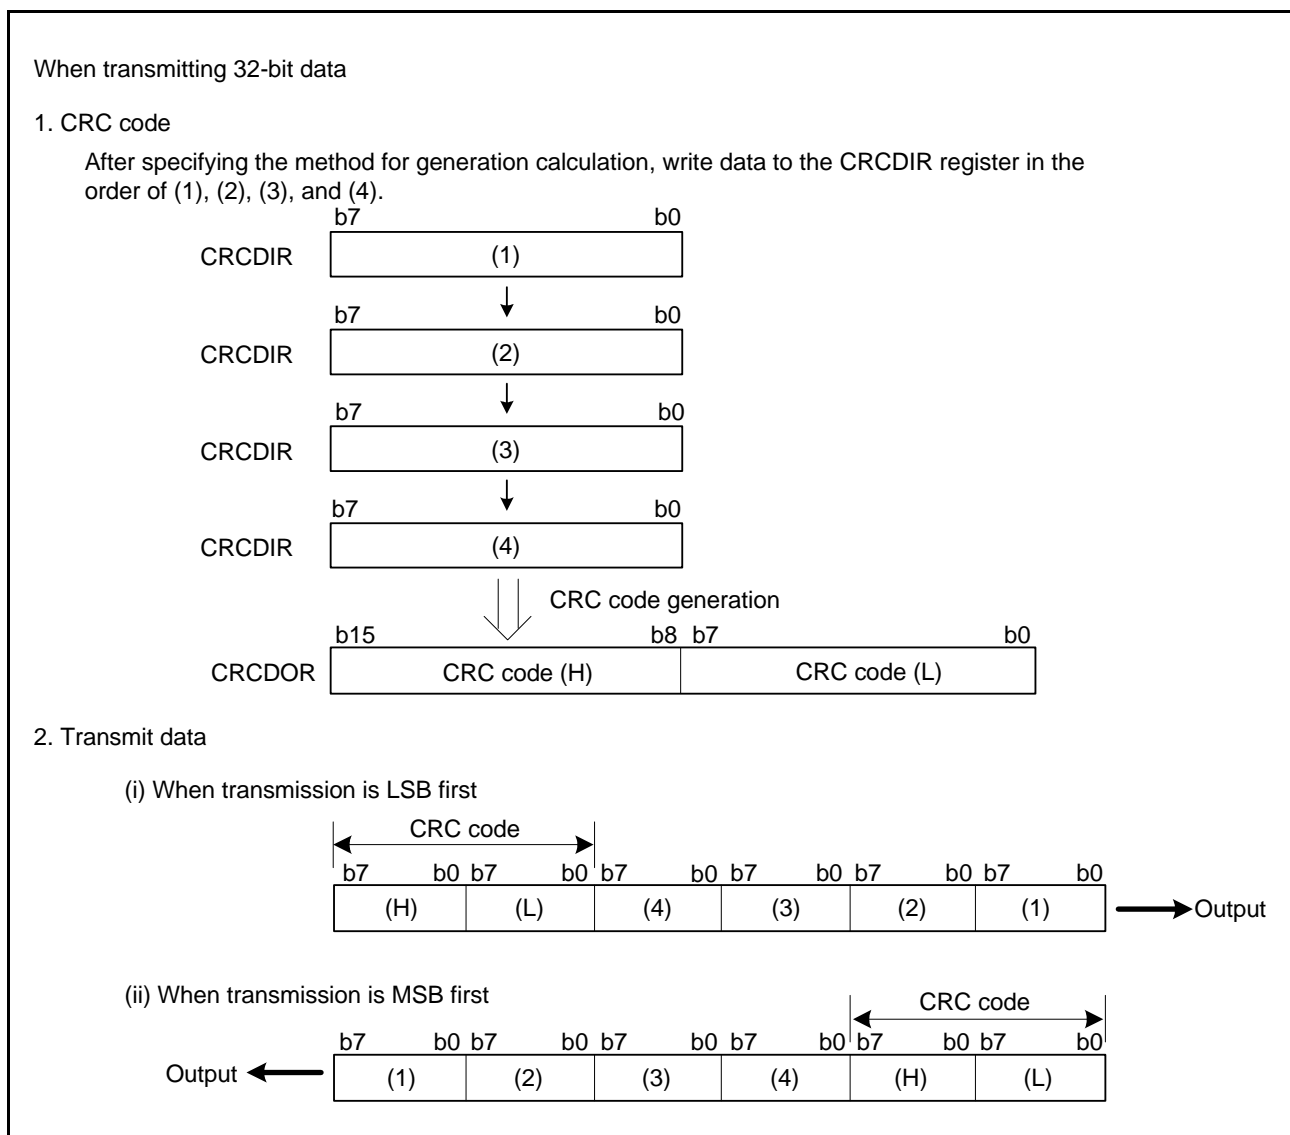 When transmitting 32-bit data
1. CRC code
After specifying the method for generation calculation, write data to the CRCDIR register in the
order of (1), (2), (3), and (4).
b7 b0
CRCDIR (1)
b7 b0
CRCDIR (2)
b7 b0
CRCDIR (3)
b7 b0
CRCDIR (4)
CRC code generation
b15 b8 b7 b0
CRCDOR CRC code (H) CRC code (L)
2. Transmit data
(i) When transmission is LSB first
CRC code
b7 b0 b7 b0 b7 b0 b7 b0 b7 b0 b7 b0
(H) (L) (4) (3) (2) (1) Output
(ii) When transmission is MSB first
CRC code
b7 b0 b7 b0 b7 b0 b7 b0 b7 b0 b7 b0
Output (1) (2) (3) (4) (H) (L)